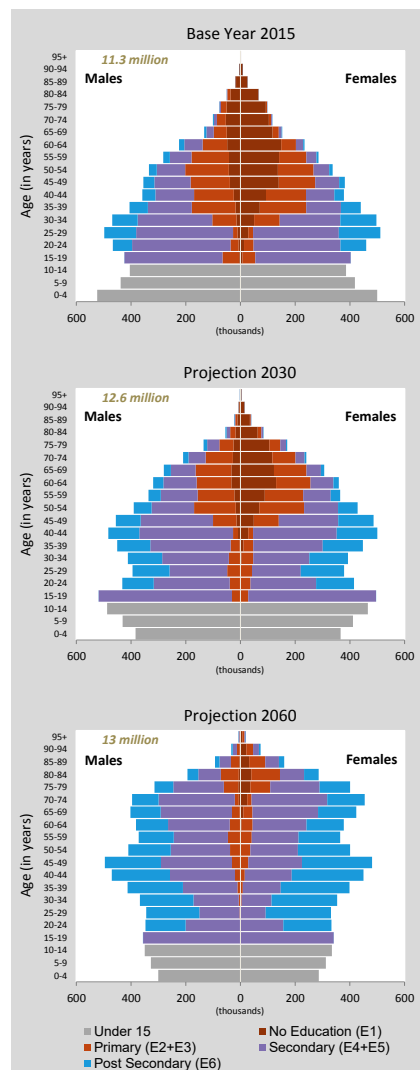 Base Year 2015
11.3 million
Males
Females
Age (in years)
95+
90-94
85-89
80-84
75-79
70-74
65-69
60-64
55-59
50-54
45-49
40-44
35-39
30-34
25-29
20-24
15-19
10-14
5-9
0-4
600 400 200 0 200 400 600
(thousands)
Projection 2030
12.6 million
Males
Females
Age (in years)
95+
90-94
85-89
80-84
75-79
70-74
65-69
60-64
55-59
50-54
45-49
40-44
35-39
30-34
25-29
20-24
15-19
10-14
5-9
0-4
600 400 200 0 200 400 600
(thousands)
Projection 2060
13 million
Males
Females
Age (in years)
95+
90-94
85-89
80-84
75-79
70-74
65-69
60-64
55-59
50-54
45-49
40-44
35-39
30-34
25-29
20-24
15-19
10-14
5-9
0-4
600 400 200 0 200 400 600
(thousands)
Under 15
No Education (E1)
Primary (E2+E3)
Secondary (E4+E5)
Post Secondary (E6)